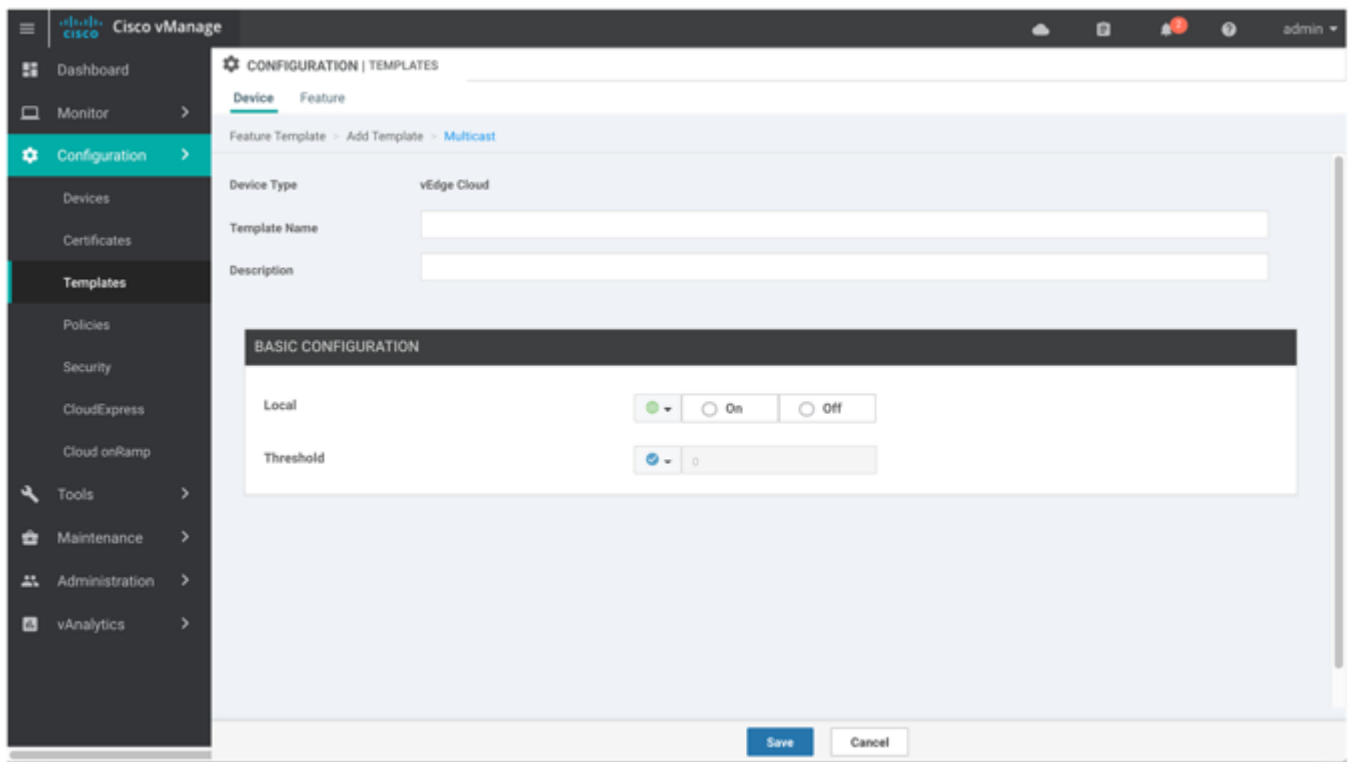 cisco Cisco vManage
2
admin
Dashboard
Monitor
Configuration
Devices
Certificates
Templates
Policies
Security
CloudExpress
Cloud onRamp
Tools
Maintenance
Administration
vAnalytics
CONFIGURATION | TEMPLATES
Device Feature
Feature Template > Add Template > Multicast
Device Type vEdge Cloud
Template Name
Description
BASIC CONFIGURATION
Local On Off
Threshold 0
Save Cancel